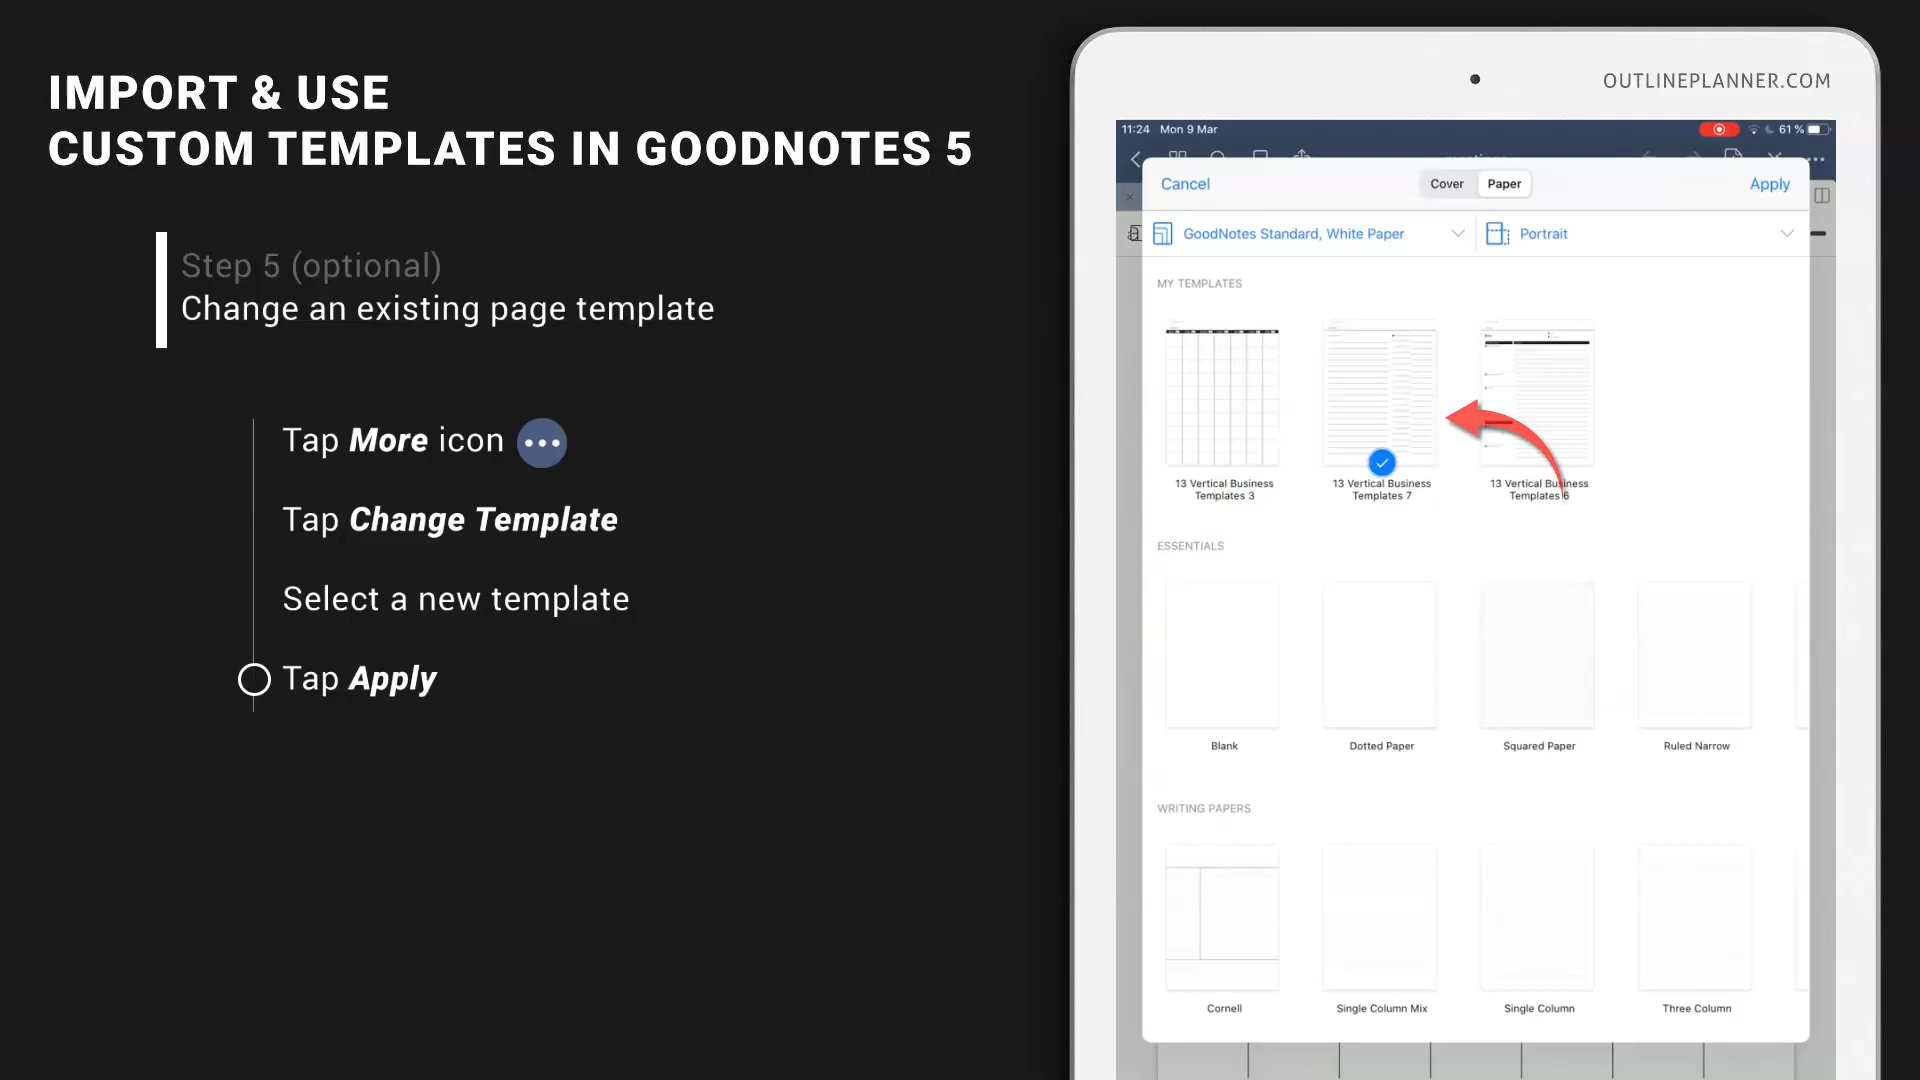 IMPORT & USE
CUSTOM TEMPLATES IN GOODNOTES 5
Step 5 (optional)
Change an existing page template
Tap More icon
Tap Change Template
Select a new template
Tap Apply
OUTLINEPLANNER.COM
11:24 Mon 9 Mar
61 %
Cancel
Cover
Paper
Apply
GoodNotes Standard, White Paper
Portrait
MY TEMPLATES
13 Vertical Business
Templates 3
13 Vertical Business
Templates 7
13 Vertical Business
Templates 6
ESSENTIALS
Blank
Dotted Paper
Squared Paper
Ruled Narrow
WRITING PAPERS
Cornell
Single Column Mix
Single Column
Three Column